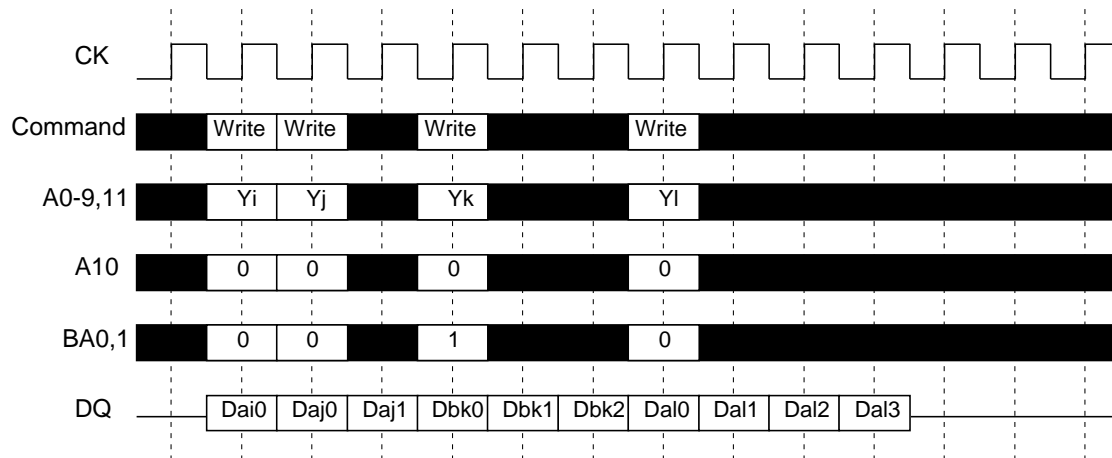 CK
Command Write Write Write Write
A0-9,11 Yi Yj Yk Yl
A10 0 0 0 0
BA0,1 0 0 1 0
DQ Dai0 Daj0 Daj1 Dbk0 Dbk1 Dbk2 Dal0 Dal1 Dal2 Dal3